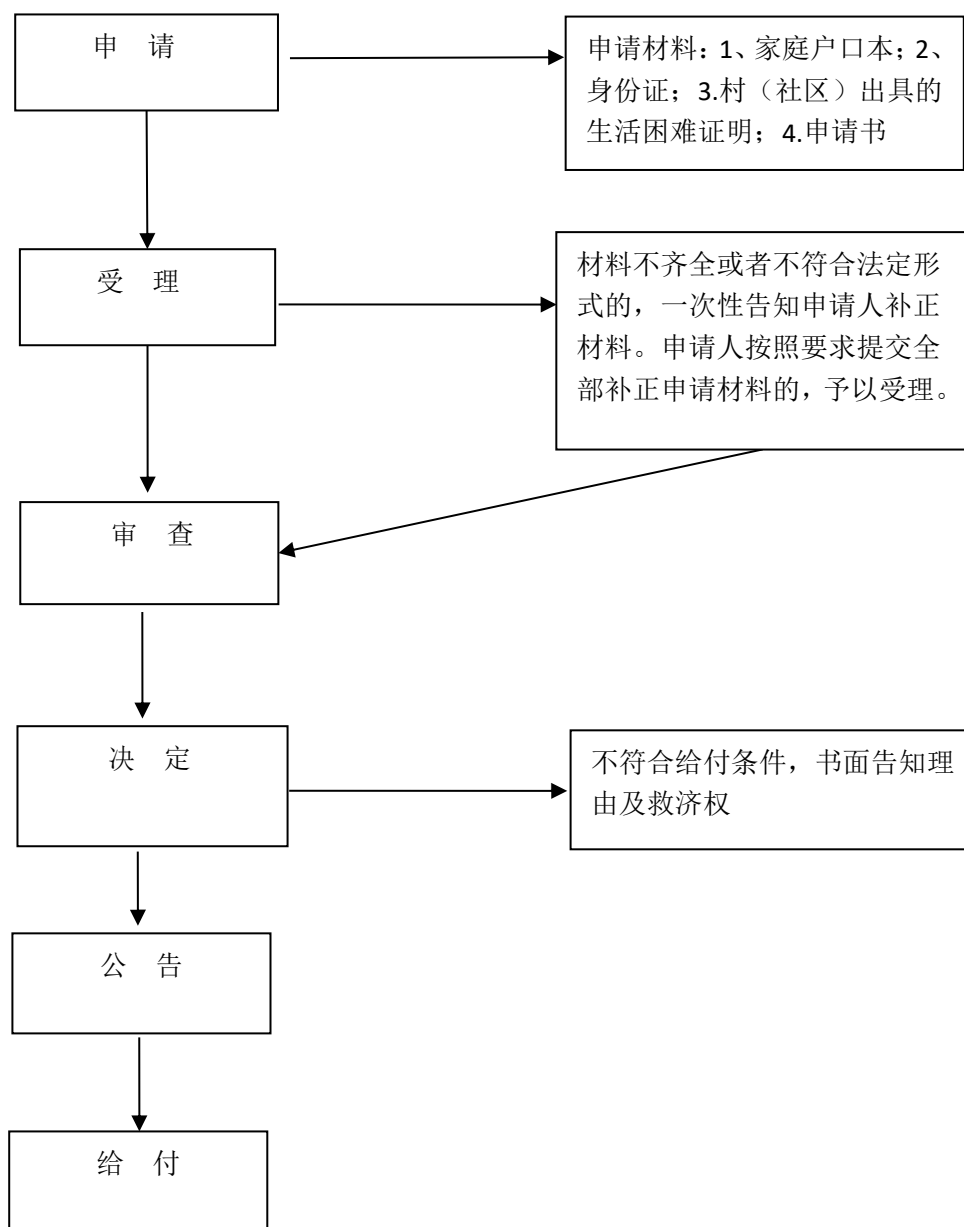 申 请
申请材料：1、家庭户口本；2、
身份证；3.村（社区）出具的
生活困难证明；4.申请书
受 理
材料不齐全或者不符合法定形
式的，一次性告知申请人补正
材料。申请人按照要求提交全
部补正申请材料的，予以受理。
审 查
决 定
不符合给付条件，书面告知理
由及救济权
公 告
给 付